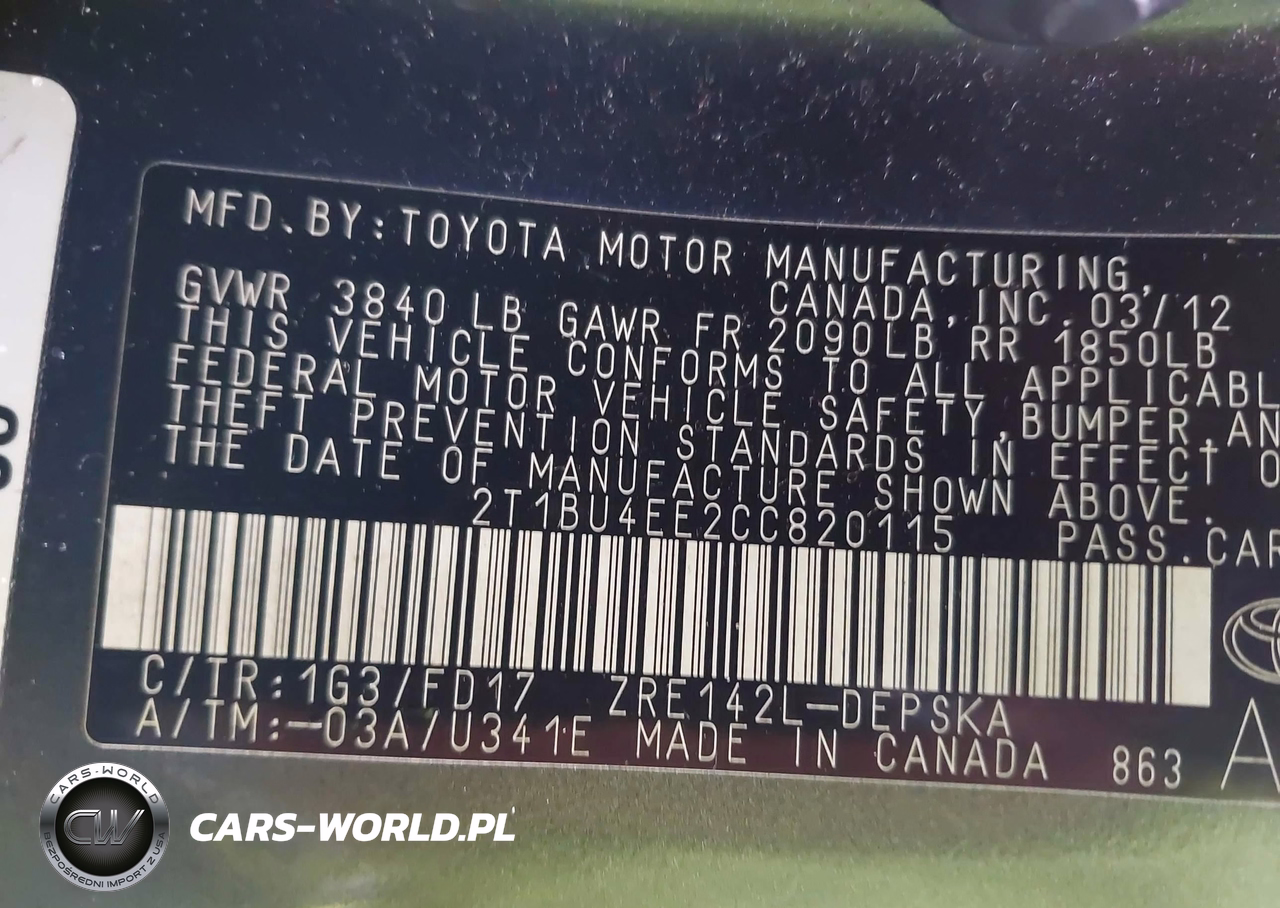 MFD.BY:TOYOTA MOTOR MANUFACTURING,
CANADA,INC.03/12
GVWR 3840LB GAWR FR 2090LB RR 1850LB
THIS VEHICLE CONFORMS TO ALL APPLICABL
FEDERAL MOTOR VEHICLE SAFETY,BUMPER,AN
THEFT PREVENTION STANDARDS IN EFFECT O
THE DATE OF MANUFACTURE SHOWN ABOVE.
2T1BU4EE2CC820115 PASS.CAR
C/TR:1G3/FD17 ZRE142L-DEPSKA
A/TM:-03A/U341E MADE IN CANADA 863
A
CARS-WORLD
CW
BEZPOŚREDNI IMPORT Z USA
CARS-WORLD.PL